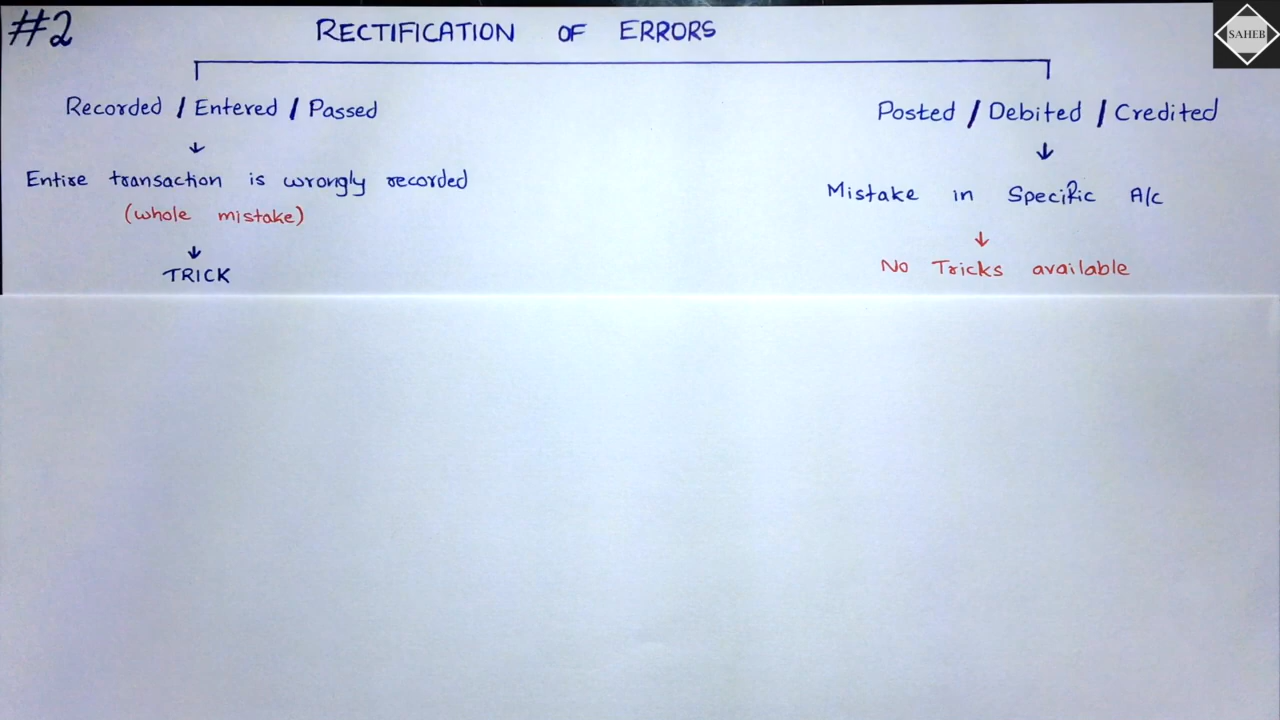 #2
RECTIFICATION OF ERRORS
SAHEB
Recorded / Entered / Passed
↓
Entire transaction is wrongly recorded
(whole mistake)
↓
TRICK
Posted / Debited / Credited
↓
Mistake in Specific A/c
↓
No Tricks available